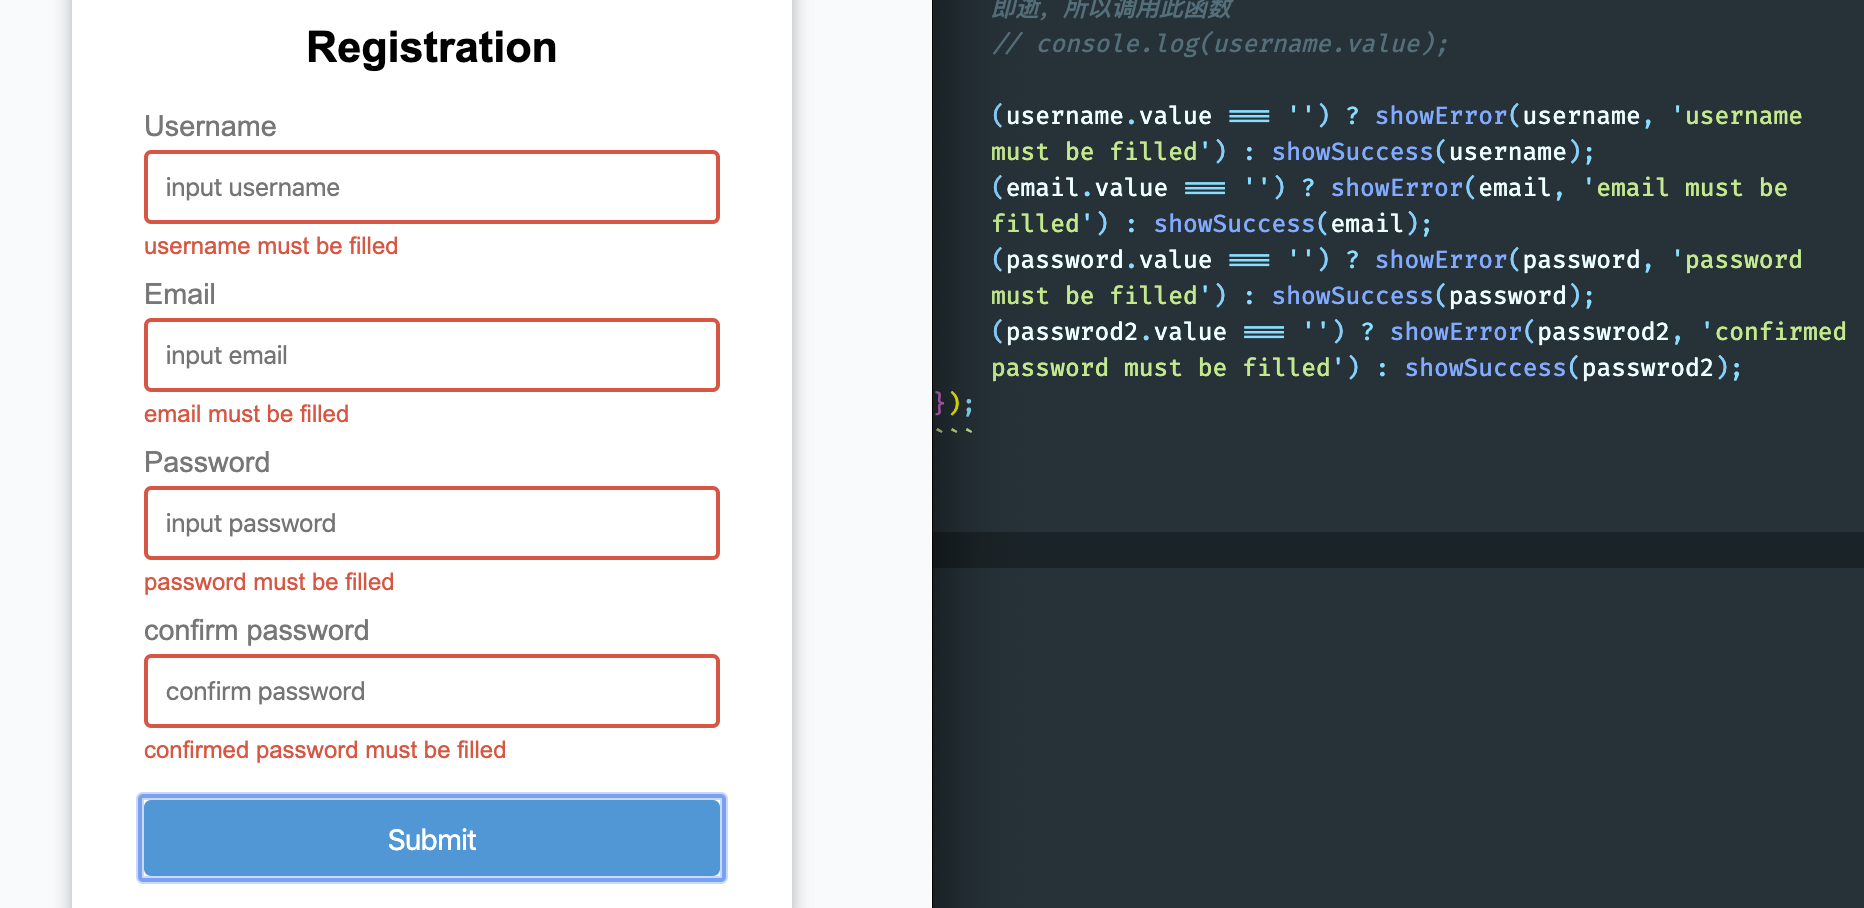 Registration
Username
input username
username must be filled
Email
input email
email must be filled
Password
input password
password must be filled
confirm password
confirm password
confirmed password must be filled
Submit
即逝，所以调用此函数
// console.log(username.value);
(username.value === '') ? showError(username, 'username
must be filled') : showSuccess(username);
(email.value === '') ? showError(email, 'email must be
filled') : showSuccess(email);
(password.value === '') ? showError(password, 'password
must be filled') : showSuccess(password);
(passwrod2.value === '') ? showError(passwrod2, 'confirmed
password must be filled') : showSuccess(passwrod2);
});
```